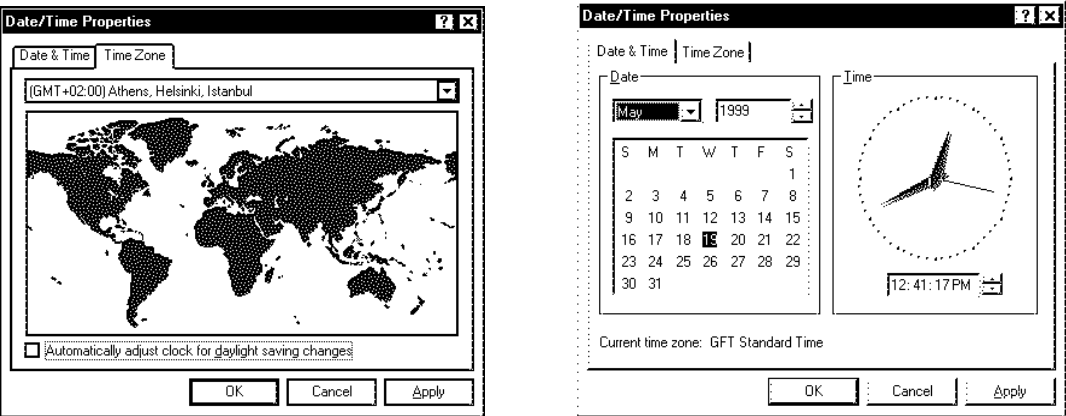 Date/Time Properties
Date & Time Time Zone
(GMT+02:00) Athens, Helsinki, Istanbul
Automatically adjust clock for daylight saving changes
OK Cancel Apply
Date/Time Properties
Date & Time Time Zone
Date Time
May 1999
S M T W T F S
1
2 3 4 5 6 7 8
9 10 11 12 13 14 15
16 17 18 19 20 21 22
23 24 25 26 27 28 29
30 31
12:41:17 PM
Current time zone: GFT Standard Time
OK Cancel Apply